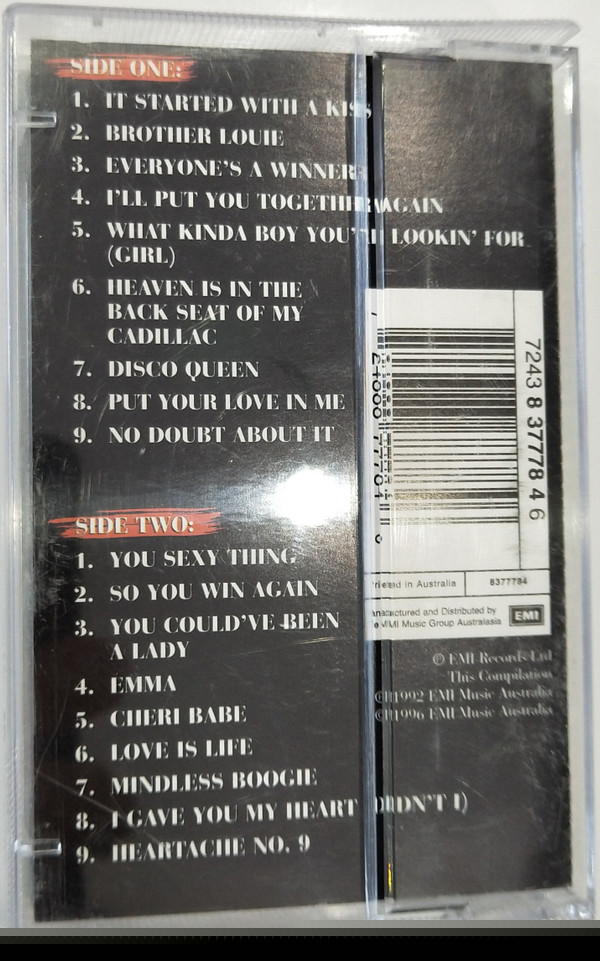 SIDE ONE:
1. IT STARTED WITH A KISS
2. BROTHER LOUIE
3. EVERYONE'S A WINNER
4. I'LL PUT YOU TOGETHER AGAIN
5. WHAT KINDA BOY YOU'RE LOOKIN' FOR
(GIRL)
6. HEAVEN IS IN THE
BACK SEAT OF MY
CADILLAC
7. DISCO QUEEN
8. PUT YOUR LOVE IN ME
9. NO DOUBT ABOUT IT
SIDE TWO:
1. YOU SEXY THING
2. SO YOU WIN AGAIN
3. YOU COULD'VE BEEN
A LADY
4. EMMA
5. CHERI BABE
6. LOVE IS LIFE
7. MINDLESS BOOGIE
8. I GAVE YOU MY HEART (DIDN'T I)
9. HEARTACHE NO. 9
7243 8 37778 4 6
Printed in Australia
8377784
Manufactured and Distributed by
EMI Music Group Australasia
EMI
© EMI Records Ltd
This Compilation
℗1992 EMI Music Australia
℗1996 EMI Music Australia